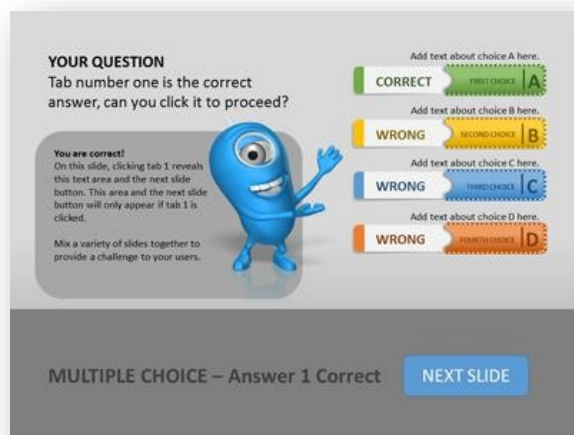 YOUR QUESTION
Tab number one is the correct
answer, can you click it to proceed?
You are correct!
On this slide, clicking tab 1 reveals
this text area and the next slide
button. This area and the next slide
button will only appear if tab 1 is
clicked.
Mix a variety of slides together to
provide a challenge to your users.
Add text about choice A here.
CORRECT FIRST CHOICE A
Add text about choice B here.
WRONG SECOND CHOICE B
Add text about choice C here.
WRONG THIRD CHOICE C
Add text about choice D here.
WRONG FOURTH CHOICE D
MULTIPLE CHOICE – Answer 1 Correct
NEXT SLIDE